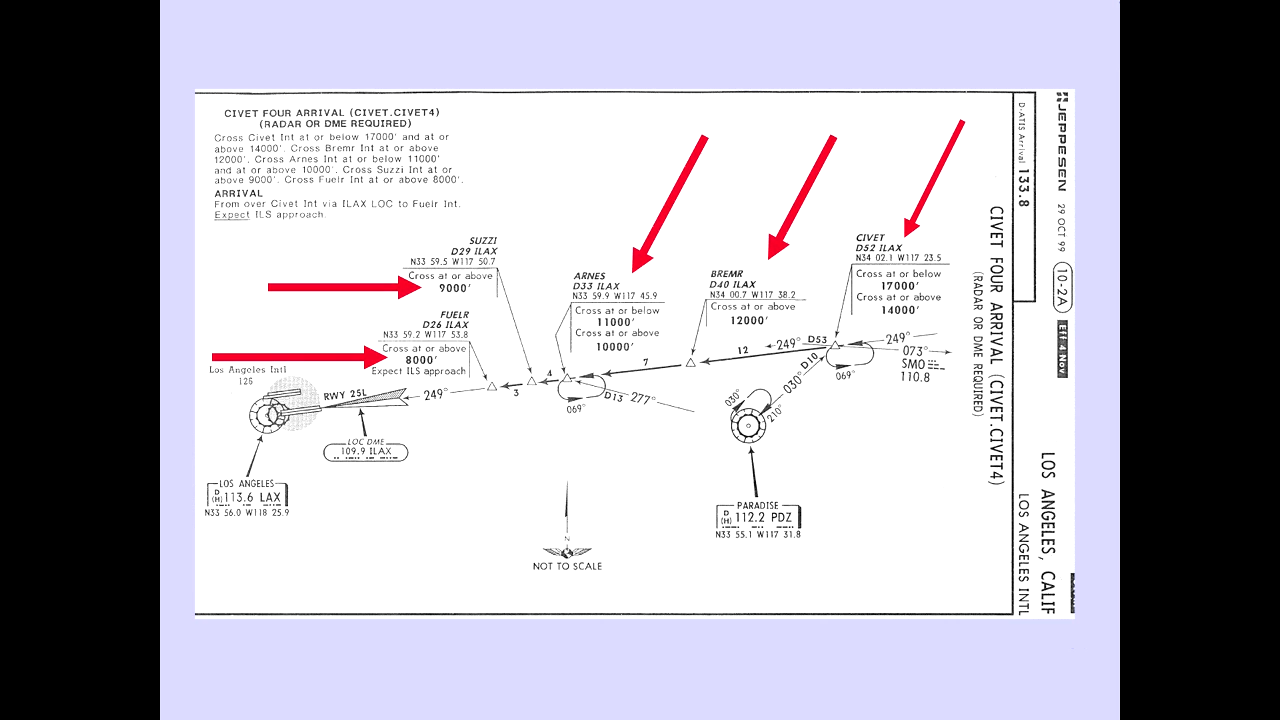 CIVET FOUR ARRIVAL (CIVET.CIVET4)
(RADAR OR DME REQUIRED)
Cross Civet Int at or below 17000' and at or
above 14000'. Cross Bremr Int at or above
12000'. Cross Arnes Int at or below 11000'
and at or above 10000'. Cross Suzzi Int at or
above 9000'. Cross Fuelr Int at or above 8000'.
ARRIVAL
From over Civet Int via ILAX LOC to Fuelr Int.
Expect ILS approach.
SUZZI
D29 ILAX
N33 59.5 W117 50.7
Cross at or above
9000'
FUELR
D26 ILAX
N33 59.2 W117 53.8
Cross at or above
8000'
Expect ILS approach
ARNES
D33 ILAX
N33 59.9 W117 45.9
Cross at or below
11000'
Cross at or above
10000'
BREMR
D40 ILAX
N34 00.7 W117 38.2
Cross at or above
12000'
CIVET
D52 ILAX
N34 02.1 W117 23.5
Cross at or below
17000'
Cross at or above
14000'
249°
D53
249°
073°
SMO
110.8
069°
D10
030°
12
7
4
3
249°
069°
D13
277°
030°
210°
Los Angeles Intl
126
RWY 25L
LOC DME
109.9 ILAX
LOS ANGELES
D
(H) 113.6 LAX
N33 56.0 W118 25.9
PARADISE
D
(H) 112.2 PDZ
N33 55.1 W117 31.8
N
NOT TO SCALE
D-ATIS Arrival 133.8
CIVET FOUR ARRIVAL (CIVET.CIVET4)
(RADAR OR DME REQUIRED)
LOS ANGELES INTL
LOS ANGELES, CALIF
JEPPESEN 29 OCT 99 10-2A Eff 4 Nov